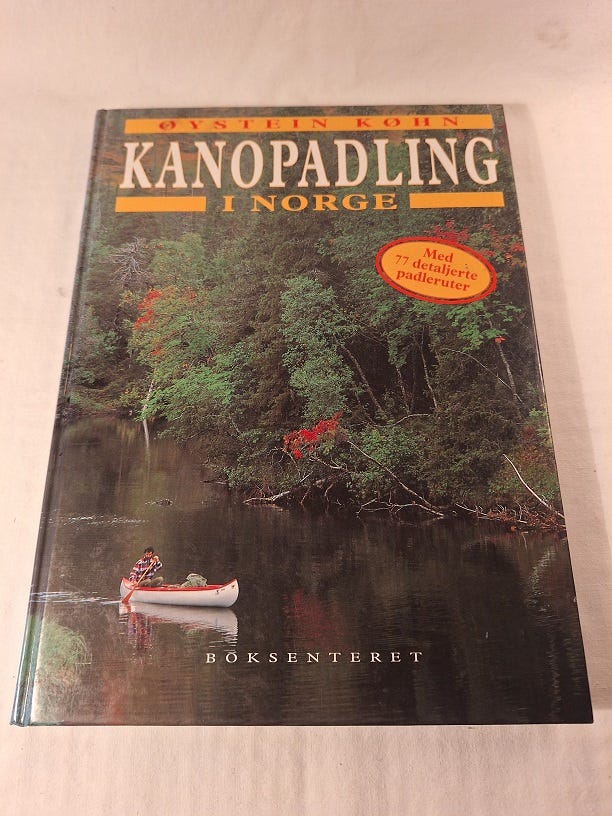 ØYSTEIN KØHN
KANOPADLING
I NORGE
Med
77 detaljerte
padleruter
BOKSENTERET